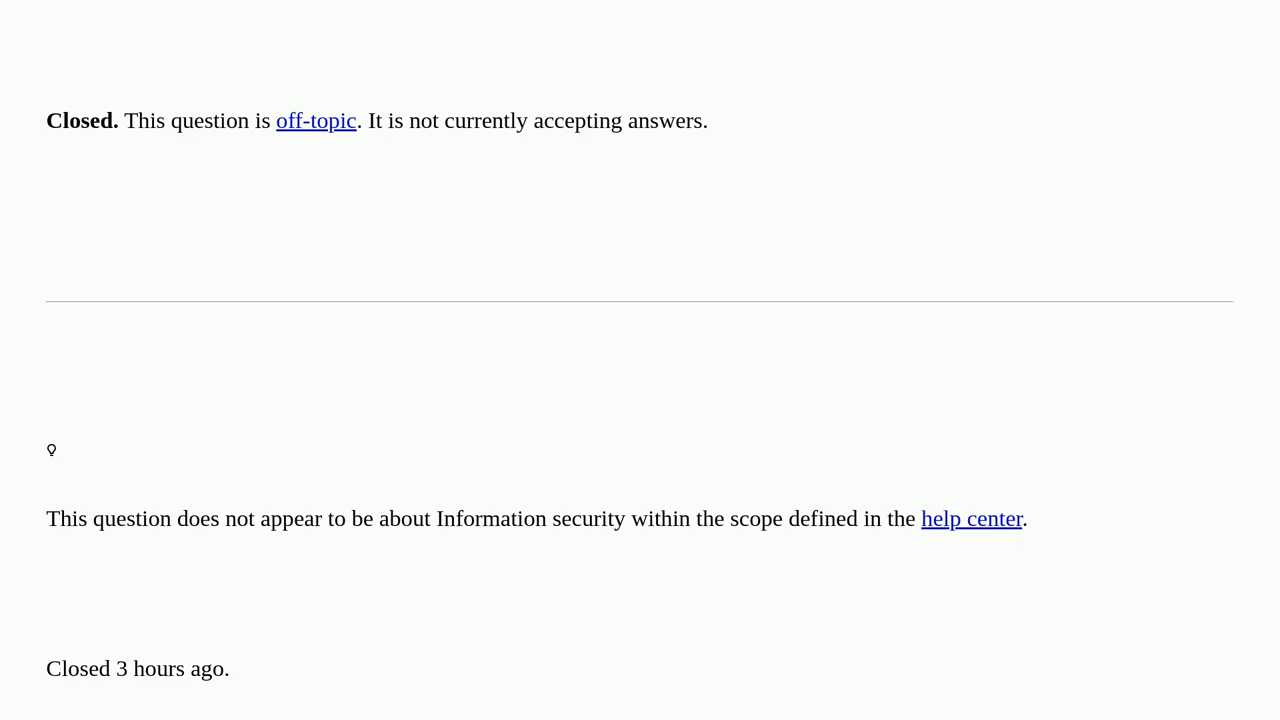 Closed. This question is off-topic. It is not currently accepting answers.
This question does not appear to be about Information security within the scope defined in the help center.
Closed 3 hours ago.